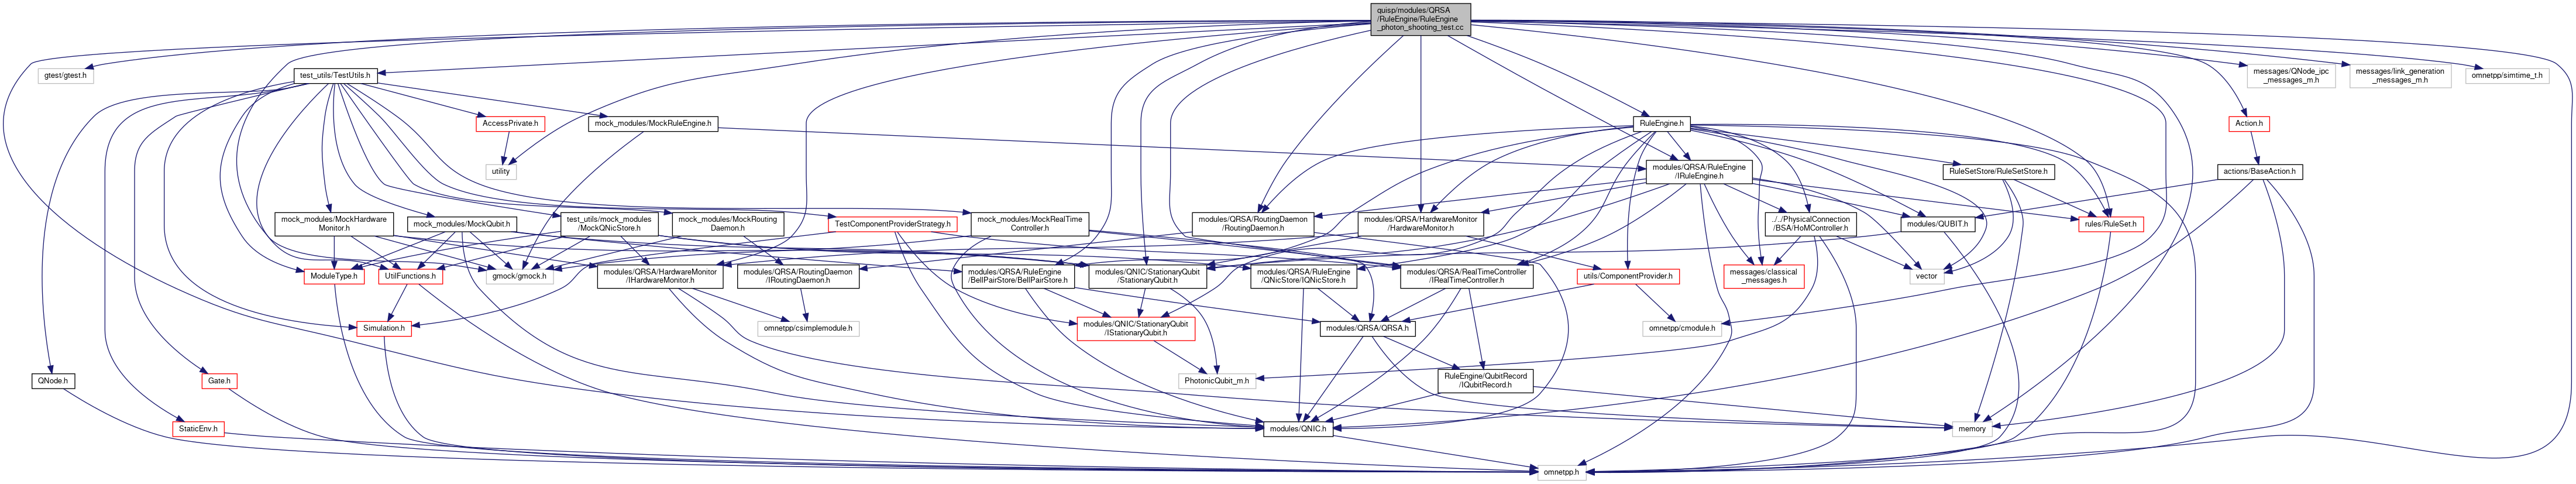 quisp/modules/QRSA
/RuleEngine/RuleEngine
_photon_shooting_test.cc
gtest/gtest.h
test_utils/TestUtils.h
messages/QNode_ipc
_messages_m.h
messages/link_generation
_messages_m.h
omnetpp/simtime_t.h
AccessPrivate.h
mock_modules/MockRuleEngine.h
RuleEngine.h
Action.h
utility
modules/QRSA/RuleEngine
/IRuleEngine.h
RuleSetStore/RuleSetStore.h
actions/BaseAction.h
mock_modules/MockHardware
Monitor.h
mock_modules/MockQubit.h
test_utils/mock_modules
/MockQNicStore.h
mock_modules/MockRouting
Daemon.h
TestComponentProviderStrategy.h
mock_modules/MockRealTime
Controller.h
modules/QRSA/RoutingDaemon
/RoutingDaemon.h
modules/QRSA/HardwareMonitor
/HardwareMonitor.h
../../PhysicalConnection
/BSA/HoMController.h
modules/QUBIT.h
rules/RuleSet.h
ModuleType.h
UtilFunctions.h
gmock/gmock.h
modules/QRSA/HardwareMonitor
/IHardwareMonitor.h
modules/QRSA/RoutingDaemon
/IRoutingDaemon.h
modules/QRSA/RuleEngine
/BellPairStore/BellPairStore.h
modules/QNIC/StationaryQubit
/StationaryQubit.h
modules/QRSA/RuleEngine
/QNicStore/IQNicStore.h
modules/QRSA/RealTimeController
/IRealTimeController.h
utils/ComponentProvider.h
messages/classical
_messages.h
vector
Simulation.h
omnetpp/csimplemodule.h
modules/QNIC/StationaryQubit
/IStationaryQubit.h
modules/QRSA/QRSA.h
omnetpp/cmodule.h
QNode.h
Gate.h
PhotonicQubit_m.h
RuleEngine/QubitRecord
/IQubitRecord.h
StaticEnv.h
modules/QNIC.h
memory
omnetpp.h